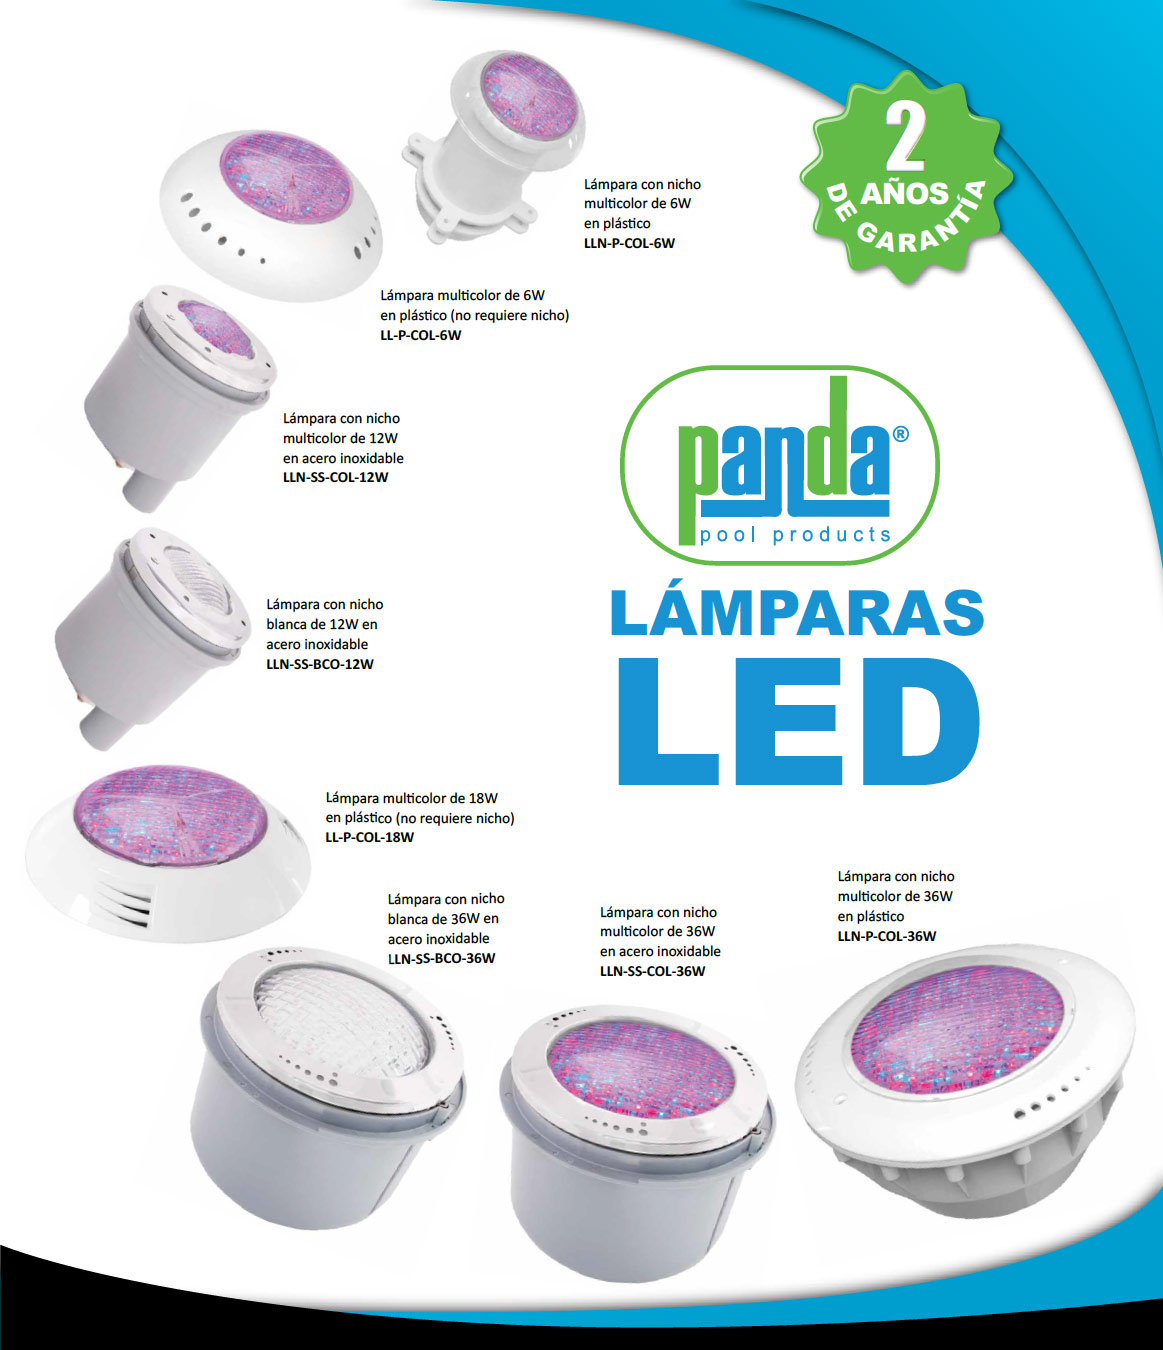 Lámpara con nicho
multicolor de 6W
en plástico
LLN-P-COL-6W
2
AÑOS
DE GARANTÍA
Lámpara multicolor de 6W
en plástico (no requiere nicho)
LL-P-COL-6W
Lámpara con nicho
multicolor de 12W
en acero inoxidable
LLN-SS-COL-12W
panda®
pool products
LÁMPARAS
LED
Lámpara con nicho
blanca de 12W en
acero inoxidable
LLN-SS-BCO-12W
Lámpara multicolor de 18W
en plástico (no requiere nicho)
LL-P-COL-18W
Lámpara con nicho
blanca de 36W en
acero inoxidable
LLN-SS-BCO-36W
Lámpara con nicho
multicolor de 36W
en acero inoxidable
LLN-SS-COL-36W
Lámpara con nicho
multicolor de 36W
en plástico
LLN-P-COL-36W